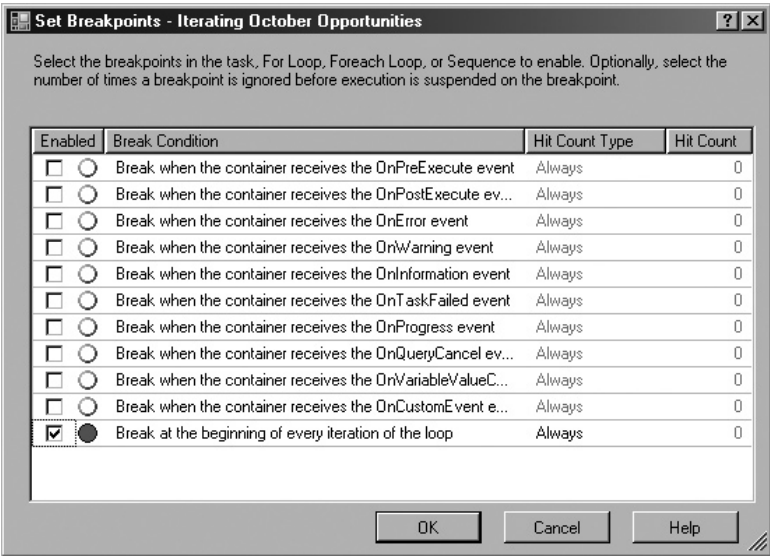 Set Breakpoints - Iterating October Opportunities
Select the breakpoints in the task, For Loop, Foreach Loop, or Sequence to enable. Optionally, select the
number of times a breakpoint is ignored before execution is suspended on the breakpoint.
Enabled Break Condition Hit Count Type Hit Count
Break when the container receives the OnPreExecute event Always 0
Break when the container receives the OnPostExecute ev... Always 0
Break when the container receives the OnError event Always 0
Break when the container receives the OnWarning event Always 0
Break when the container receives the OnInformation event Always 0
Break when the container receives the OnTaskFailed event Always 0
Break when the container receives the OnProgress event Always 0
Break when the container receives the OnQueryCancel ev... Always 0
Break when the container receives the OnVariableValueC... Always 0
Break when the container receives the OnCustomEvent e... Always 0
Break at the beginning of every iteration of the loop Always 0
OK Cancel Help